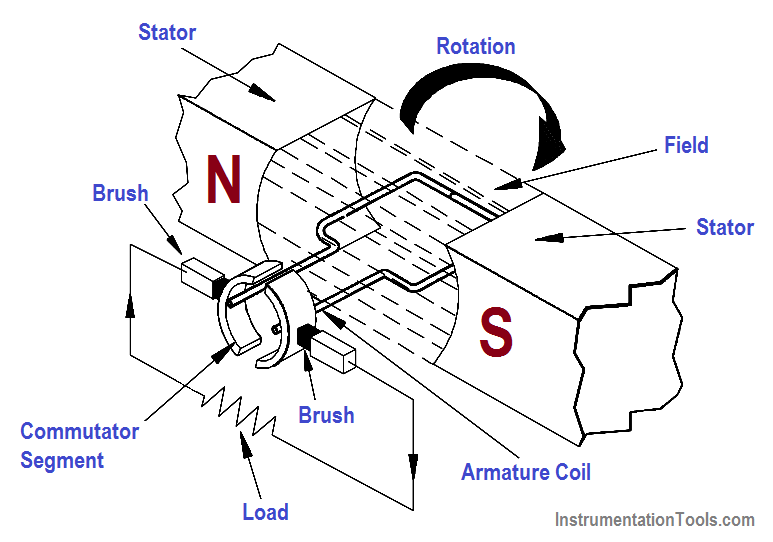 Stator
Rotation
Field
N
Brush
Stator
S
Brush
Commutator
Segment
Armature Coil
Load
InstrumentationTools.com